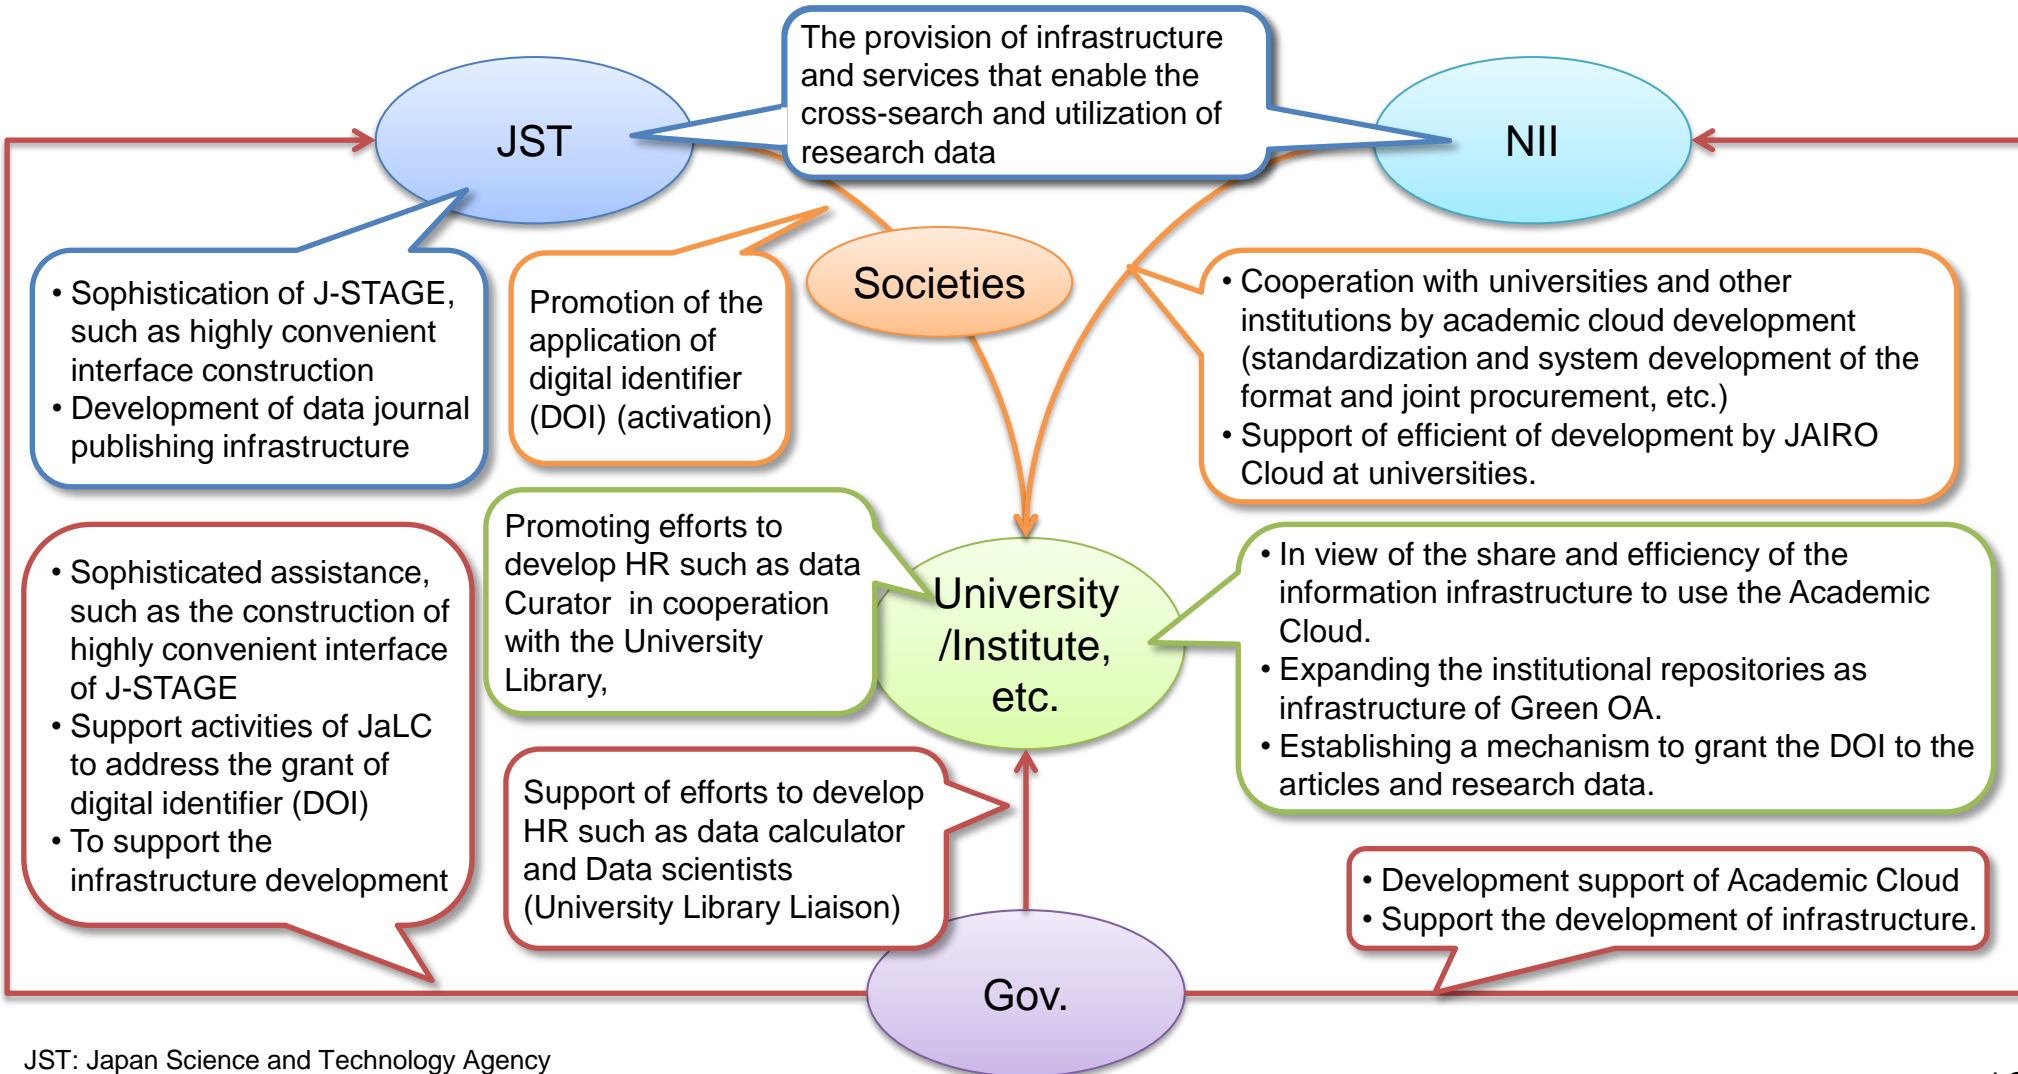 The provision of infrastructure
and services that enable the
cross-search and utilization of
research data
JST
NII
Societies
• Sophistication of J-STAGE,
such as highly convenient
interface construction
• Development of data journal
publishing infrastructure
Promotion of the
application of
digital identifier
(DOI) (activation)
• Cooperation with universities and other
institutions by academic cloud development
(standardization and system development of the
format and joint procurement, etc.)
• Support of efficient of development by JAIRO
Cloud at universities.
• Sophisticated assistance,
such as the construction of
highly convenient interface
of J-STAGE
• Support activities of JaLC
to address the grant of
digital identifier (DOI)
• To support the
infrastructure development
Promoting efforts to
develop HR such as data
Curator in cooperation
with the University
Library,
University
/Institute,
etc.
• In view of the share and efficiency of the
information infrastructure to use the Academic
Cloud.
• Expanding the institutional repositories as
infrastructure of Green OA.
• Establishing a mechanism to grant the DOI to the
articles and research data.
Support of efforts to develop
HR such as data calculator
and Data scientists
(University Library Liaison)
• Development support of Academic Cloud
• Support the development of infrastructure.
Gov.
JST: Japan Science and Technology Agency